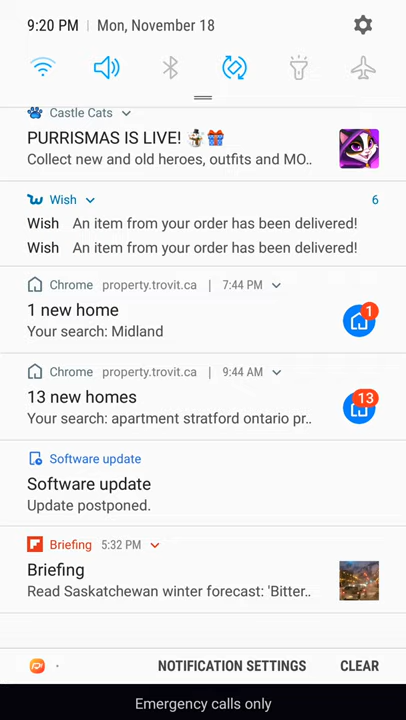 9:20 PM | Mon, November 18
Castle Cats
PURRISMAS IS LIVE! ☃️🎁
Collect new and old heroes, outfits and MO..
Wish
6
Wish An item from your order has been delivered!
Wish An item from your order has been delivered!
Chrome property.trovit.ca | 7:44 PM
1 new home
1
Your search: Midland
Chrome property.trovit.ca | 9:44 AM
13 new homes
13
Your search: apartment stratford ontario pr..
Software update
Software update
Update postponed.
Briefing 5:32 PM
Briefing
Read Saskatchewan winter forecast: 'Bitter..
NOTIFICATION SETTINGS CLEAR
Emergency calls only